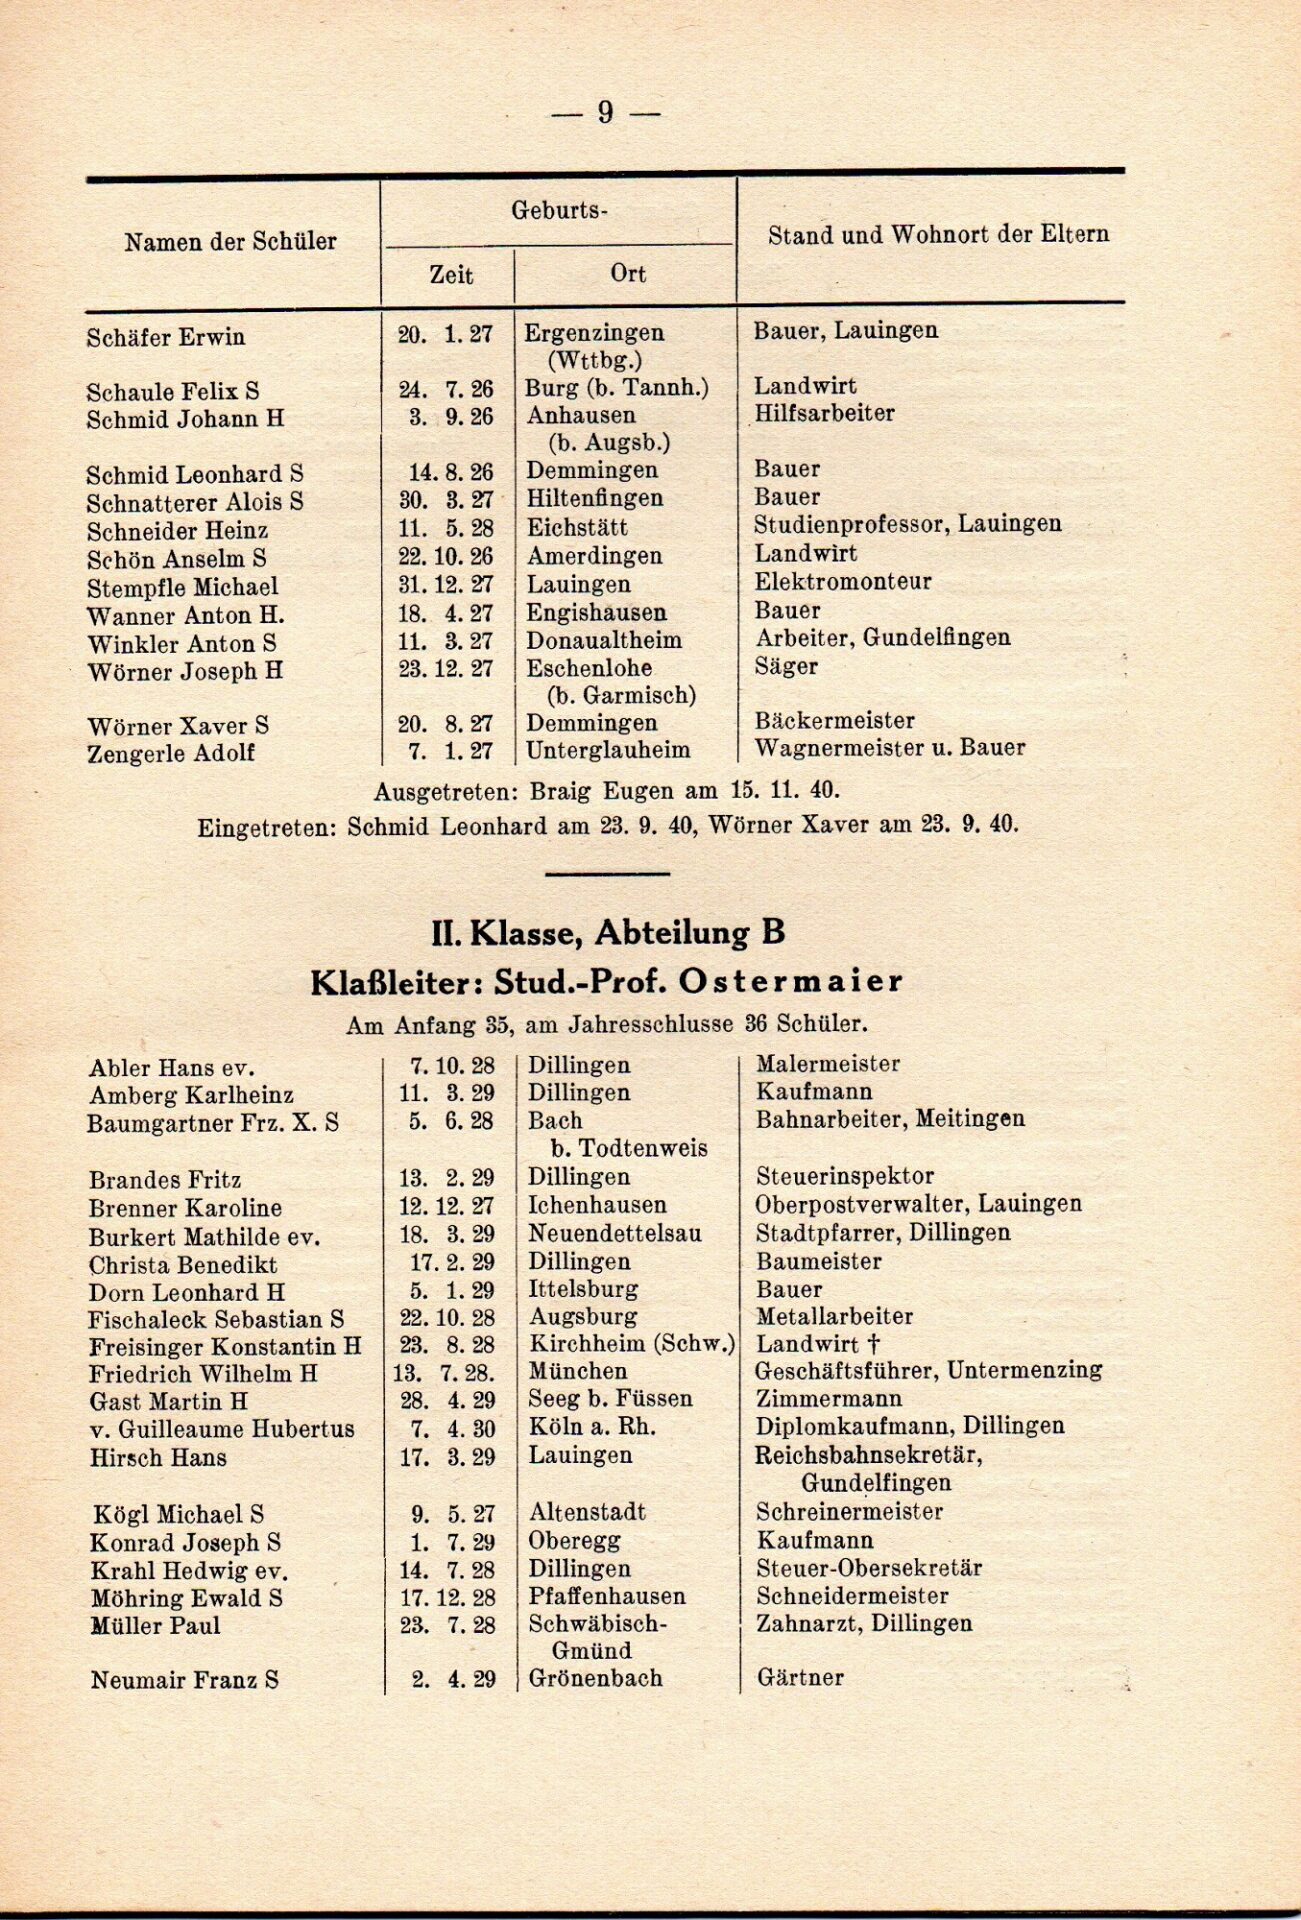 — 9 —
Namen der Schüler Geburts- Stand und Wohnort der Eltern
Zeit Ort
Schäfer Erwin 20. 1. 27 Ergenzingen Bauer, Lauingen
(Wttbg.)
Schaule Felix S 24. 7. 26 Burg (b. Tannh.) Landwirt
Schmid Johann H 3. 9. 26 Anhausen Hilfsarbeiter
(b. Augsb.)
Schmid Leonhard S 14. 8. 26 Demmingen Bauer
Schnatterer Alois S 30. 3. 27 Hiltenfingen Bauer
Schneider Heinz 11. 5. 28 Eichstätt Studienprofessor, Lauingen
Schön Anselm S 22. 10. 26 Amerdingen Landwirt
Stempfle Michael 31. 12. 27 Lauingen Elektromonteur
Wanner Anton H. 18. 4. 27 Engishausen Bauer
Winkler Anton S 11. 3. 27 Donaualtheim Arbeiter, Gundelfingen
Wörner Joseph H 23. 12. 27 Eschenlohe Säger
(b. Garmisch)
Wörner Xaver S 20. 8. 27 Demmingen Bäckermeister
Zengerle Adolf 7. 1. 27 Unterglauheim Wagnermeister u. Bauer
Ausgetreten: Braig Eugen am 15. 11. 40.
Eingetreten: Schmid Leonhard am 23. 9. 40, Wörner Xaver am 23. 9. 40.
II. Klasse, Abteilung B
Klaßleiter: Stud.-Prof. Ostermaier
Am Anfang 35, am Jahresschlusse 36 Schüler.
Abler Hans ev. 7. 10. 28 Dillingen Malermeister
Amberg Karlheinz 11. 3. 29 Dillingen Kaufmann
Baumgartner Frz. X. S 5. 6. 28 Bach Bahnarbeiter, Meitingen
b. Todtenweis
Brandes Fritz 13. 2. 29 Dillingen Steuerinspektor
Brenner Karoline 12. 12. 27 Ichenhausen Oberpostverwalter, Lauingen
Burkert Mathilde ev. 18. 3. 29 Neuendettelsau Stadtpfarrer, Dillingen
Christa Benedikt 17. 2. 29 Dillingen Baumeister
Dorn Leonhard H 5. 1. 29 Ittelsburg Bauer
Fischaleck Sebastian S 22. 10. 28 Augsburg Metallarbeiter
Freisinger Konstantin H 23. 8. 28 Kirchheim (Schw.) Landwirt †
Friedrich Wilhelm H 13. 7. 28. München Geschäftsführer, Untermenzing
Gast Martin H 28. 4. 29 Seeg b. Füssen Zimmermann
v. Guilleaume Hubertus 7. 4. 30 Köln a. Rh. Diplomkaufmann, Dillingen
Hirsch Hans 17. 3. 29 Lauingen Reichsbahnsekretär,
Gundelfingen
Kögl Michael S 9. 5. 27 Altenstadt Schreinermeister
Konrad Joseph S 1. 7. 29 Oberegg Kaufmann
Krahl Hedwig ev. 14. 7. 28 Dillingen Steuer-Obersekretär
Möhring Ewald S 17. 12. 28 Pfaffenhausen Schneidermeister
Müller Paul 23. 7. 28 Schwäbisch- Zahnarzt, Dillingen
Gmünd
Neumair Franz S 2. 4. 29 Grönenbach Gärtner